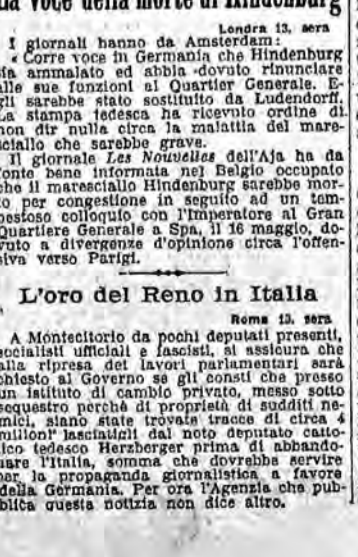 la voce della morte di Hindenburg
Londra 13, sera
I giornali hanno da Amsterdam:
« Corre voce in Germania che Hindenburg
sia ammalato ed abbia dovuto rinunciare
alle sue funzioni al Quartier Generale. E-
gli sarebbe stato sostituito da Ludendorff.
La stampa tedesca ha ricevuto ordine di
non dir nulla circa la malattia del mare-
sciallo che sarebbe grave.
Il giornale Les Nouvelles dell'Aja ha da
fonte bene informata nel Belgio occupato
che il maresciallo Hindenburg sarebbe mor-
to per congestione in seguito ad un tem-
pestoso colloquio con l'Imperatore al Gran
Quartiere Generale a Spa, il 16 maggio, do-
vuto a divergenze d'opinione circa l'offen-
siva verso Parigi.
L'oro del Reno in Italia
Roma 13, sera
A Montecitorio da pochi deputati presenti,
socialisti ufficiali e fascisti, si assicura che
alla ripresa dei lavori parlamentari sarà
chiesto al Governo se gli consti che presso
un istituto di cambio privato, messo sotto
sequestro perchè di proprietà di sudditi ne-
mici, siano state trovate tracce di circa 4
milioni lasciatigli dal noto deputato catto-
lico tedesco Herzberger prima di abbando-
nare l'Italia, somma che dovrebbe servire
per la propaganda giornalistica a favore
della Germania. Per ora l'Agenzia che pub-
blica questa notizia non dice altro.